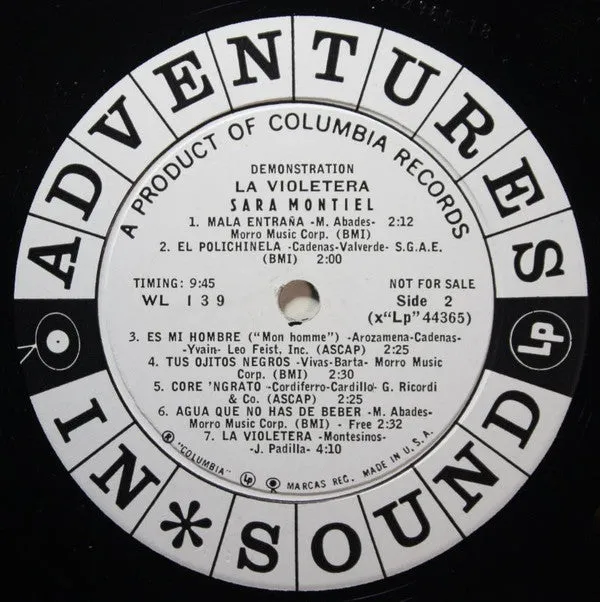 ADVENTURES
A PRODUCT OF COLUMBIA RECORDS
DEMONSTRATION
LA VIOLETERA
SARA MONTIEL
1. MALA ENTRAÑA -M. Abades- 2:12
Morro Music Corp. (BMI)
2. EL POLICHINELA -Cadenas-Valverde- S.G.A.E.
(BMI) 2:00
TIMING: 9:45
WL 139
NOT FOR SALE
Side 2
(x"Lp" 44365)
Lp
3. ES MI HOMBRE ("Mon homme") -Arozamena-Cadenas-
-Yvain- Leo Feist, Inc. (ASCAP) 2:25
4. TUS OJITOS NEGROS -Vivas-Barta- Morro Music
Corp. (BMI) 2:30
5. CORE 'NGRATO -Cordiferro-Cardillo- G. Ricordi
& Co. (ASCAP) 2:25
6. AGUA QUE NO HAS DE BEBER -M. Abades-
Morro Music Corp. (BMI) - Free 2:32
7. LA VIOLETERA -Montesinos-
-J. Padilla- 4:10
"COLUMBIA" Lp MARCAS REG. MADE IN U.S.A.
IN * SOUND